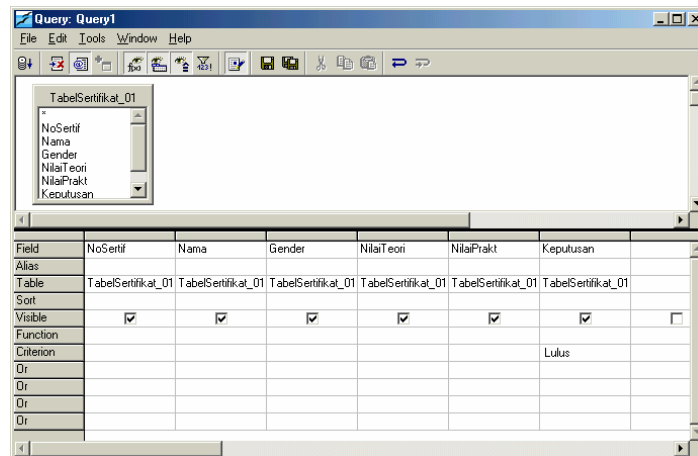 Query: Query1
File Edit Tools Window Help
TabelSertifikat_01
*
NoSertif
Nama
Gender
NilaiTeori
NilaiPrakt
Keputusan
Field NoSertif Nama Gender NilaiTeori NilaiPrakt Keputusan
Alias
Table TabelSertifikat_01 TabelSertifikat_01 TabelSertifikat_01 TabelSertifikat_01 TabelSertifikat_01 TabelSertifikat_01
Sort
Visible
Function
Criterion Lulus
Or
Or
Or
Or